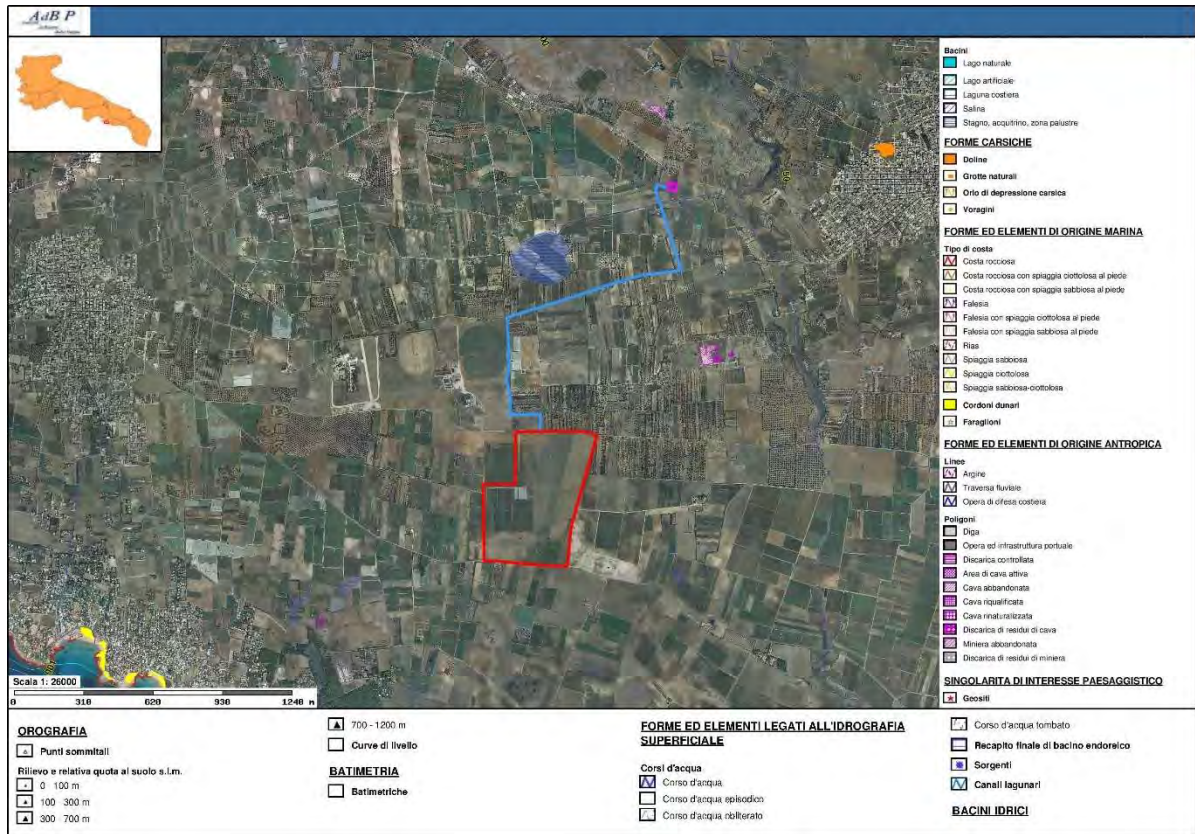 AdB P
Bacini
Lago naturale
Lago artificiale
Laguna costiera
Salina
Stagno, acquitrino, zona palustre
FORME CARSICHE
Doline
Grotte naturali
Orlo di depressione carsica
Voragini
FORME ED ELEMENTI DI ORIGINE MARINA
Tipo di costa
Costa rocciosa
Costa rocciosa con spiaggia ciottolosa al piede
Costa rocciosa con spiaggia sabbiosa al piede
Falesia
Falesia con spiaggia ciottolosa al piede
Falesia con spiaggia sabbiosa al piede
Rias
Spiaggia sabbiosa
Spiaggia ciottolosa
Spiaggia sabbiosa-ciottolosa
Cordoni dunari
Faraglioni
FORME ED ELEMENTI DI ORIGINE ANTROPICA
Linee
Argine
Traversa fluviale
Opera di difesa costiera
Poligoni
Diga
Opera ed infrastruttura portuale
Discarica controllata
Area di cava attiva
Cava abbandonata
Cava riqualificata
Cava rinaturalizzata
Discarica di residui di cava
Miniera abbandonata
Discarica di residui di miniera
SINGOLARITA DI INTERESSE PAESAGGISTICO
Geositi
Scala 1: 26000
0 310 620 930 1240 m
OROGRAFIA
Punti sommitali
Rilievo e relativa quota al suolo s.l.m.
0 100 m
100 - 300 m
300 - 700 m
700 - 1200 m
Curve di livello
BATIMETRIA
Batimetriche
FORME ED ELEMENTI LEGATI ALL'IDROGRAFIA
SUPERFICIALE
Corsi d'acqua
Corso d'acqua
Corso d'acqua episodico
Corso d'acqua obliterato
Corso d'acqua tombato
Recapito finale di bacino endoreico
Sorgenti
Canali lagunari
BACINI IDRICI